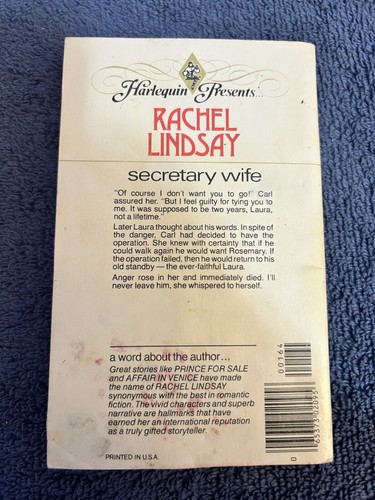 Harlequin Presents...
RACHEL
LINDSAY
secretary wife
"Of course I don't want you to go!" Carl
assured her. "But I feel guilty for tying you to
me. It was supposed to be two years, Laura,
not a lifetime."
Later Laura thought about his words. In spite of
the danger, Carl had decided to have the
operation. She knew with certainty that if he
could walk again he would want Rosemary. If
the operation failed, then he would return to his
old standby — the ever-faithful Laura.
Anger rose in her and immediately died. I'll
never leave him, she whispered to herself.
a word about the author...
Great stories like PRINCE FOR SALE
and AFFAIR IN VENICE have made
the name of RACHEL LINDSAY
synonymous with the best in romantic
fiction. The vivid characters and superb
narrative are hallmarks that have
earned her an international reputation
as a truly gifted storyteller.
PRINTED IN U.S.A.
00164
0